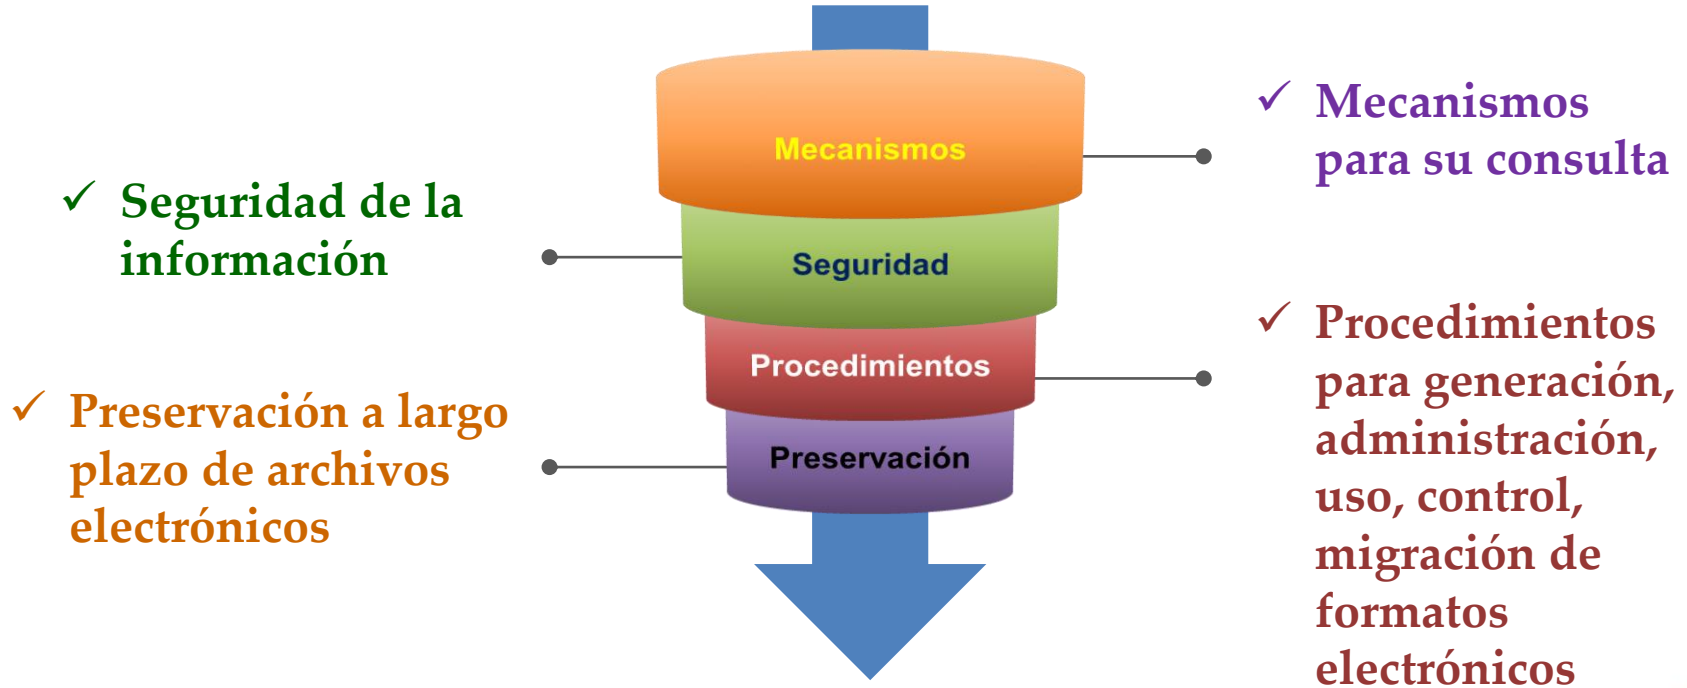 Mecanismos
Seguridad
Procedimientos
Preservación
✓ Seguridad de la
información
✓ Preservación a largo
plazo de archivos
electrónicos
✓ Mecanismos
para su consulta
✓ Procedimientos
para generación,
administración,
uso, control,
migración de
formatos
electrónicos